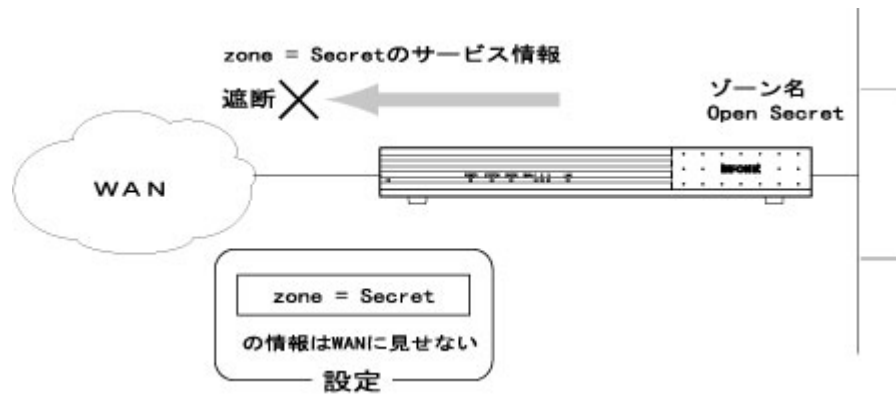 zone = Secretのサービス情報
遮断
ゾーン名
Open Secret
WAN
zone = Secret
の情報はWANに見せない
設定